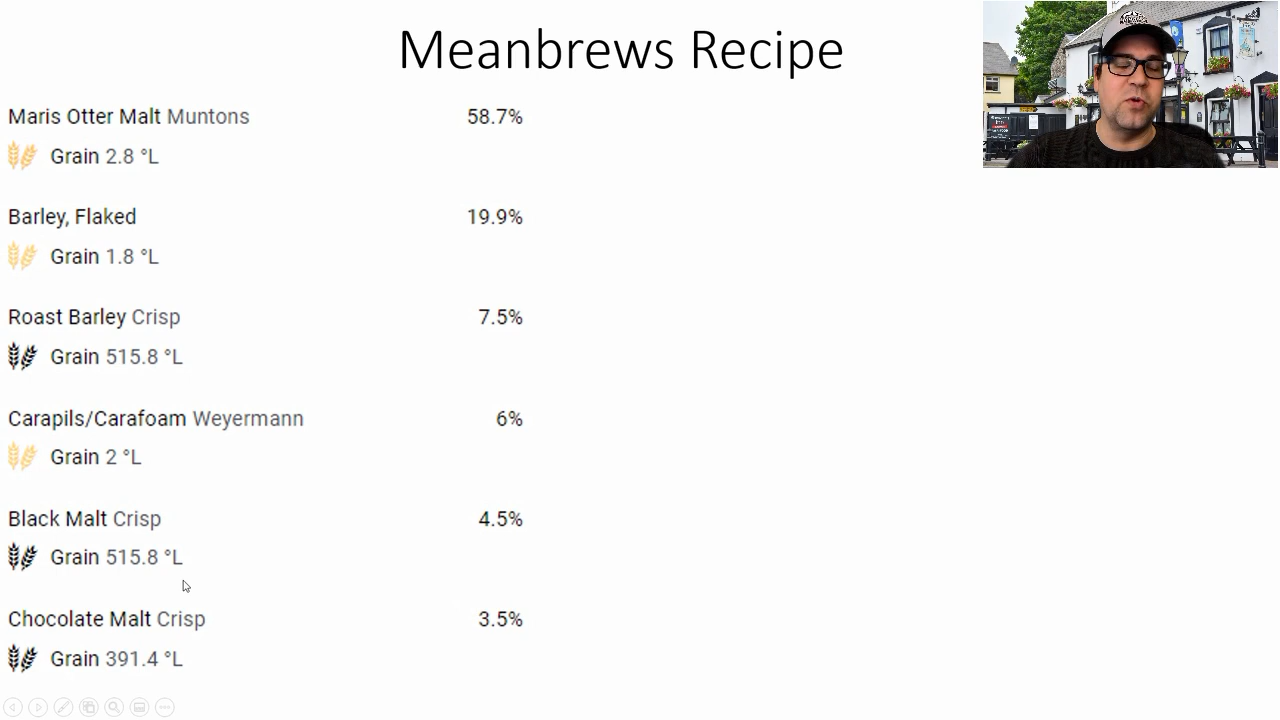 Meanbrews Recipe
Maris Otter Malt Muntons 58.7%
Grain 2.8 °L
Barley, Flaked 19.9%
Grain 1.8 °L
Roast Barley Crisp 7.5%
Grain 515.8 °L
Carapils/Carafoam Weyermann 6%
Grain 2 °L
Black Malt Crisp 4.5%
Grain 515.8 °L
Chocolate Malt Crisp 3.5%
Grain 391.4 °L